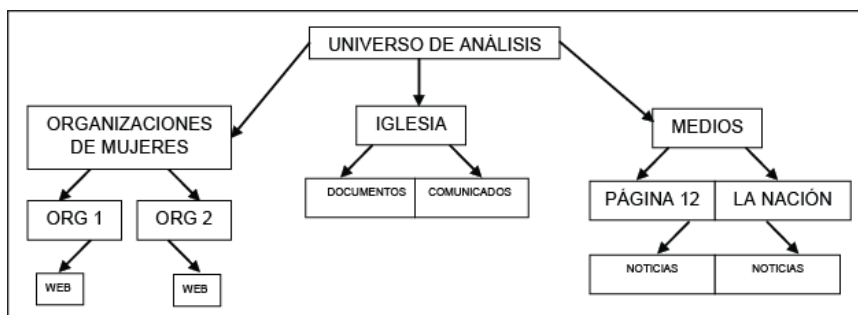 UNIVERSO DE ANÁLISIS
ORGANIZACIONES
DE MUJERES
IGLESIA
MEDIOS
DOCUMENTOS
COMUNICADOS
PÁGINA 12
LA NACIÓN
ORG 1
ORG 2
NOTICIAS
NOTICIAS
WEB
WEB